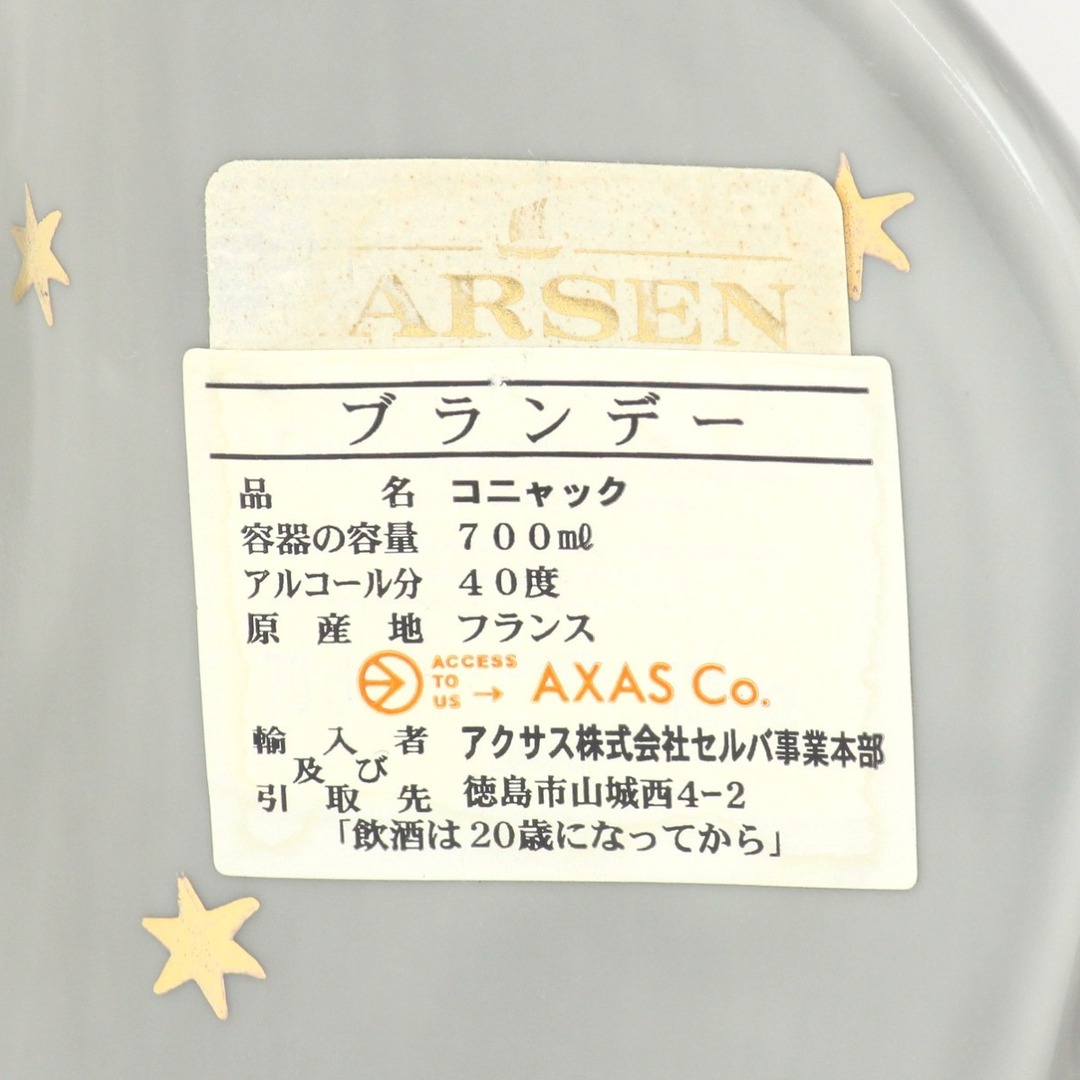 ARSEN
ブランデー
品名 コニャック
容器の容量 700㎖
アルコール分 40度
原産地 フランス
ACCESS TO US → AXAS Co.
輸入者及び引取先 アクサス株式会社セルバ事業本部
徳島市山城西4-2
「飲酒は20歳になってから」